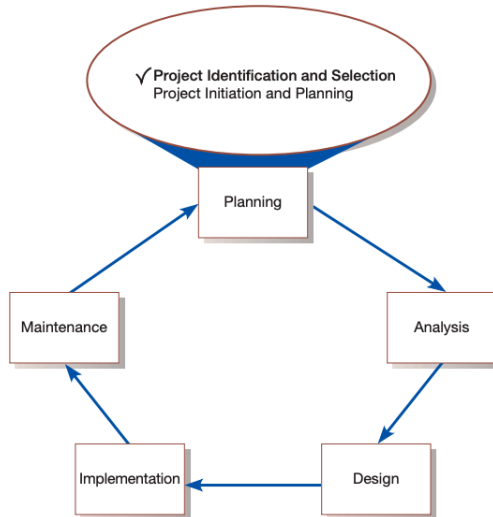 ✓Project Identification and Selection
Project Initiation and Planning
Planning
Maintenance
Analysis
Implementation
Design